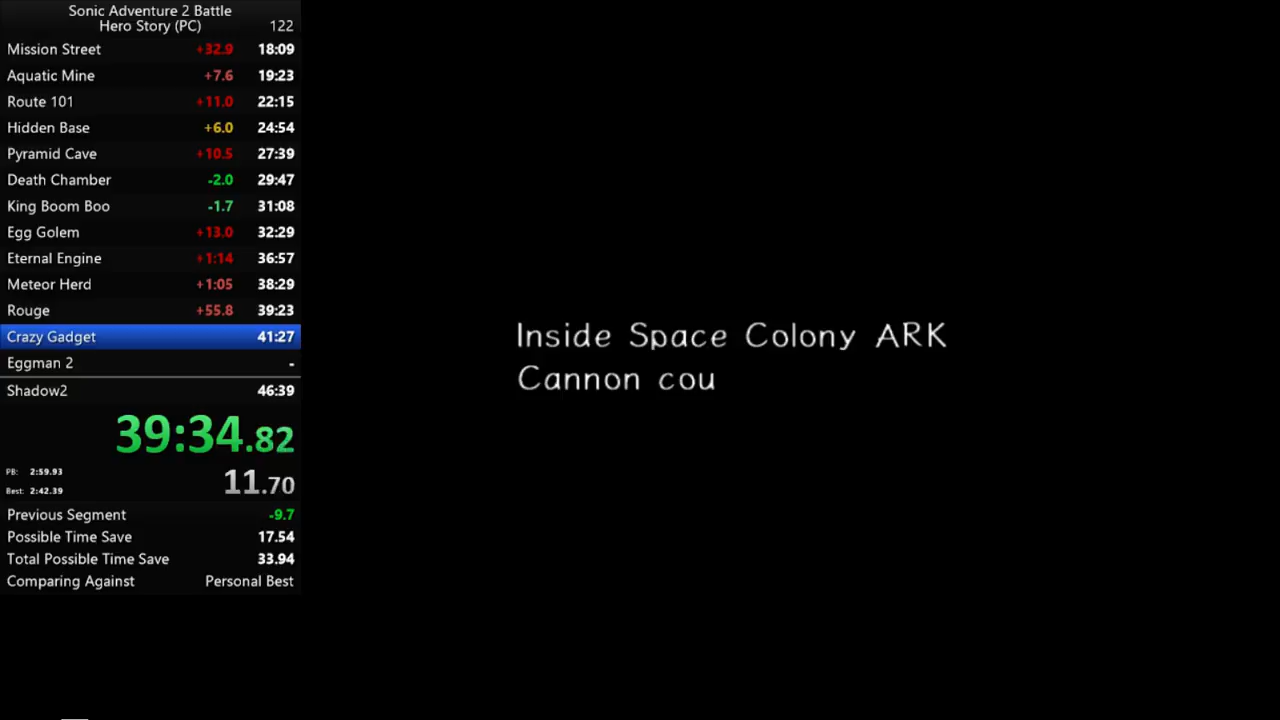 Sonic Adventure 2 Battle
Hero Story (PC) 122
Mission Street +32.9 18:09
Aquatic Mine +7.6 19:23
Route 101 +11.0 22:15
Hidden Base +6.0 24:54
Pyramid Cave +10.5 27:39
Death Chamber -2.0 29:47
King Boom Boo -1.7 31:08
Egg Golem +13.0 32:29
Eternal Engine +1:14 36:57
Meteor Herd +1:05 38:29
Rouge +55.8 39:23
Crazy Gadget 41:27
Eggman 2 -
Shadow2 46:39
39:34.82
PB: 2:59.93
Best: 2:42.39
11.70
Previous Segment -9.7
Possible Time Save 17.54
Total Possible Time Save 33.94
Comparing Against Personal Best
Inside Space Colony ARK
Cannon cou